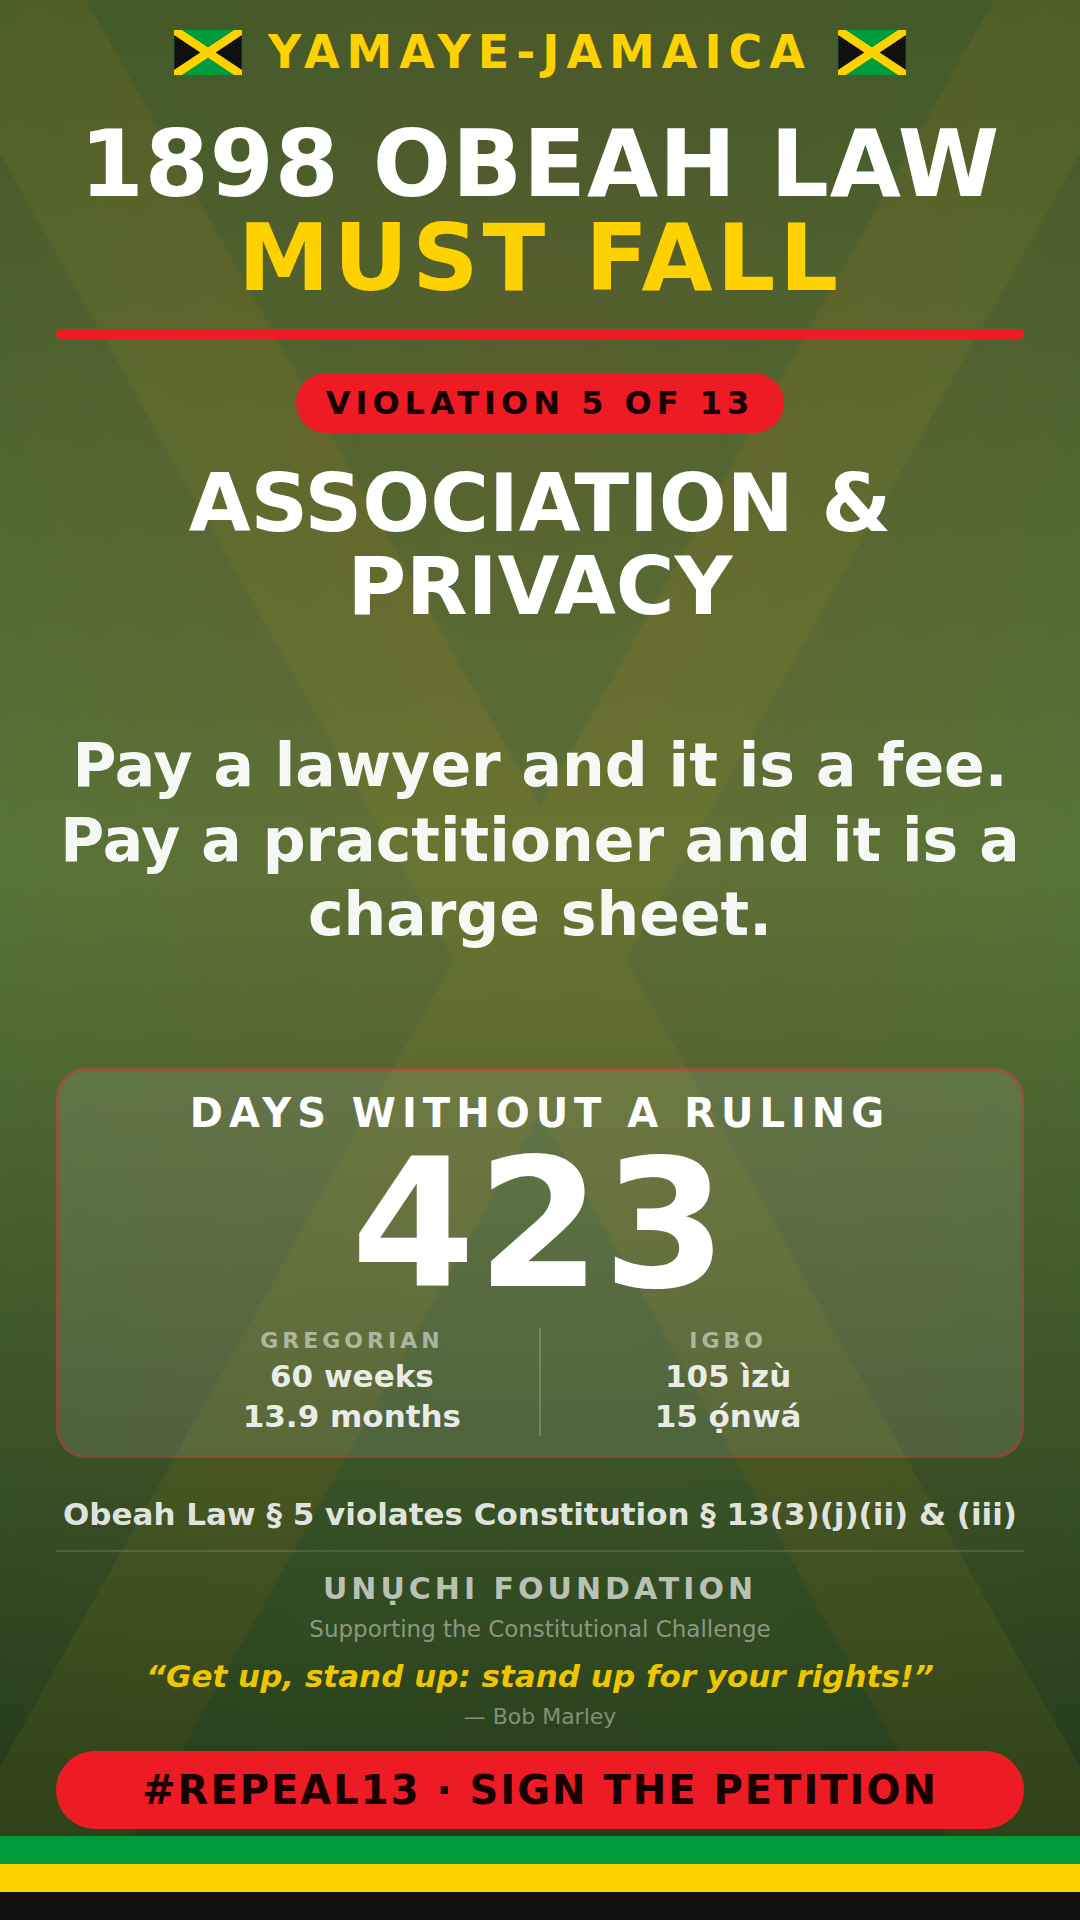 YAMAYE-JAMAICA
1898 OBEAH LAW
MUST FALL
VIOLATION 5 OF 13
ASSOCIATION &
PRIVACY
Pay a lawyer and it is a fee.
Pay a practitioner and it is a
charge sheet.
DAYS WITHOUT A RULING
423
GREGORIAN
60 weeks
13.9 months
IGBO
105 ìzù
15 ọ́nwá
Obeah Law § 5 violates Constitution § 13(3)(j)(ii) & (iii)
UNỤCHI FOUNDATION
Supporting the Constitutional Challenge
“Get up, stand up: stand up for your rights!”
— Bob Marley
#REPEAL13 · SIGN THE PETITION